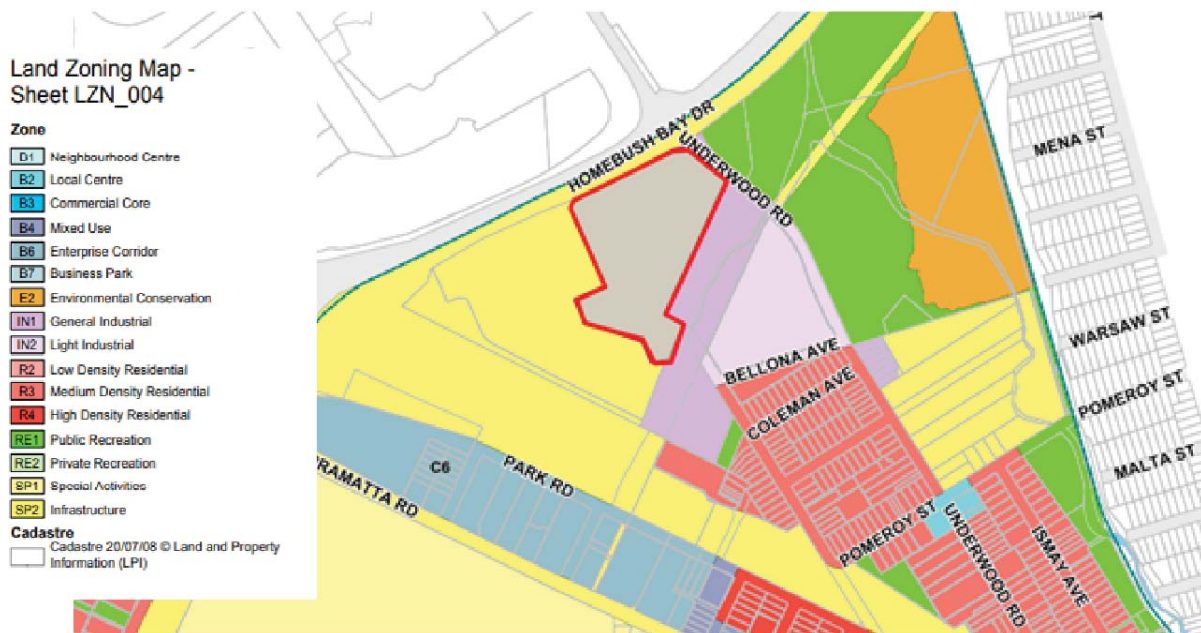 Land Zoning Map -
Sheet LZN_004
Zone
B1 Neighbourhood Centre
B2 Local Centre
B3 Commercial Core
B4 Mixed Use
B6 Enterprise Corridor
B7 Business Park
E2 Environmental Conservation
IN1 General Industrial
IN2 Light Industrial
R2 Low Density Residential
R3 Medium Density Residential
R4 High Density Residential
RE1 Public Recreation
RE2 Private Recreation
SP1 Special Activities
SP2 Infrastructure
Cadastre
Cadastre 20/07/08 © Land and Property
Information (LPI)
HOMEBUSH BAY DR
UNDERWOOD RD
MENA ST
WARSAW ST
BELLONA AVE
COLEMAN AVE
POMEROY ST
MALTA ST
C6
PARK RD
RRAMATTA RD
POMEROY ST
UNDERWOOD RD
ISMAY AVE